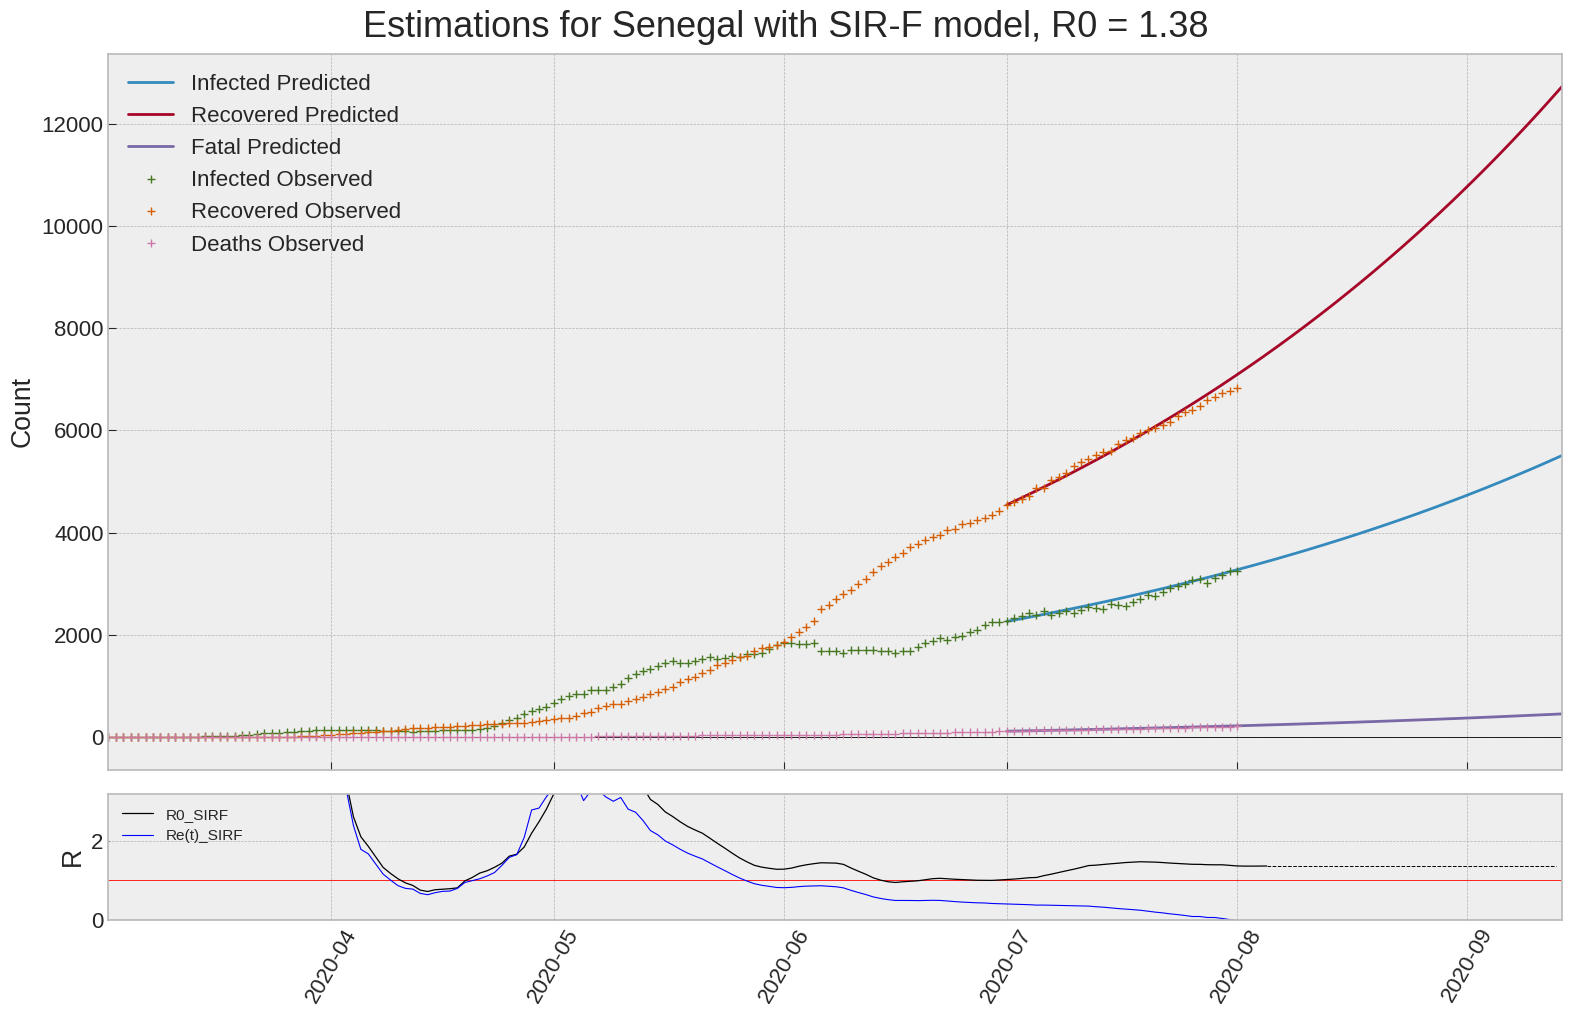 Estimations for Senegal with SIR-F model, R0 = 1.38
Infected Predicted
Recovered Predicted
Fatal Predicted
Infected Observed
Recovered Observed
Deaths Observed
12000
10000
8000
6000
4000
2000
0
Count
R0_SIRF
Re(t)_SIRF
2
0
R
2020-04
2020-05
2020-06
2020-07
2020-08
2020-09